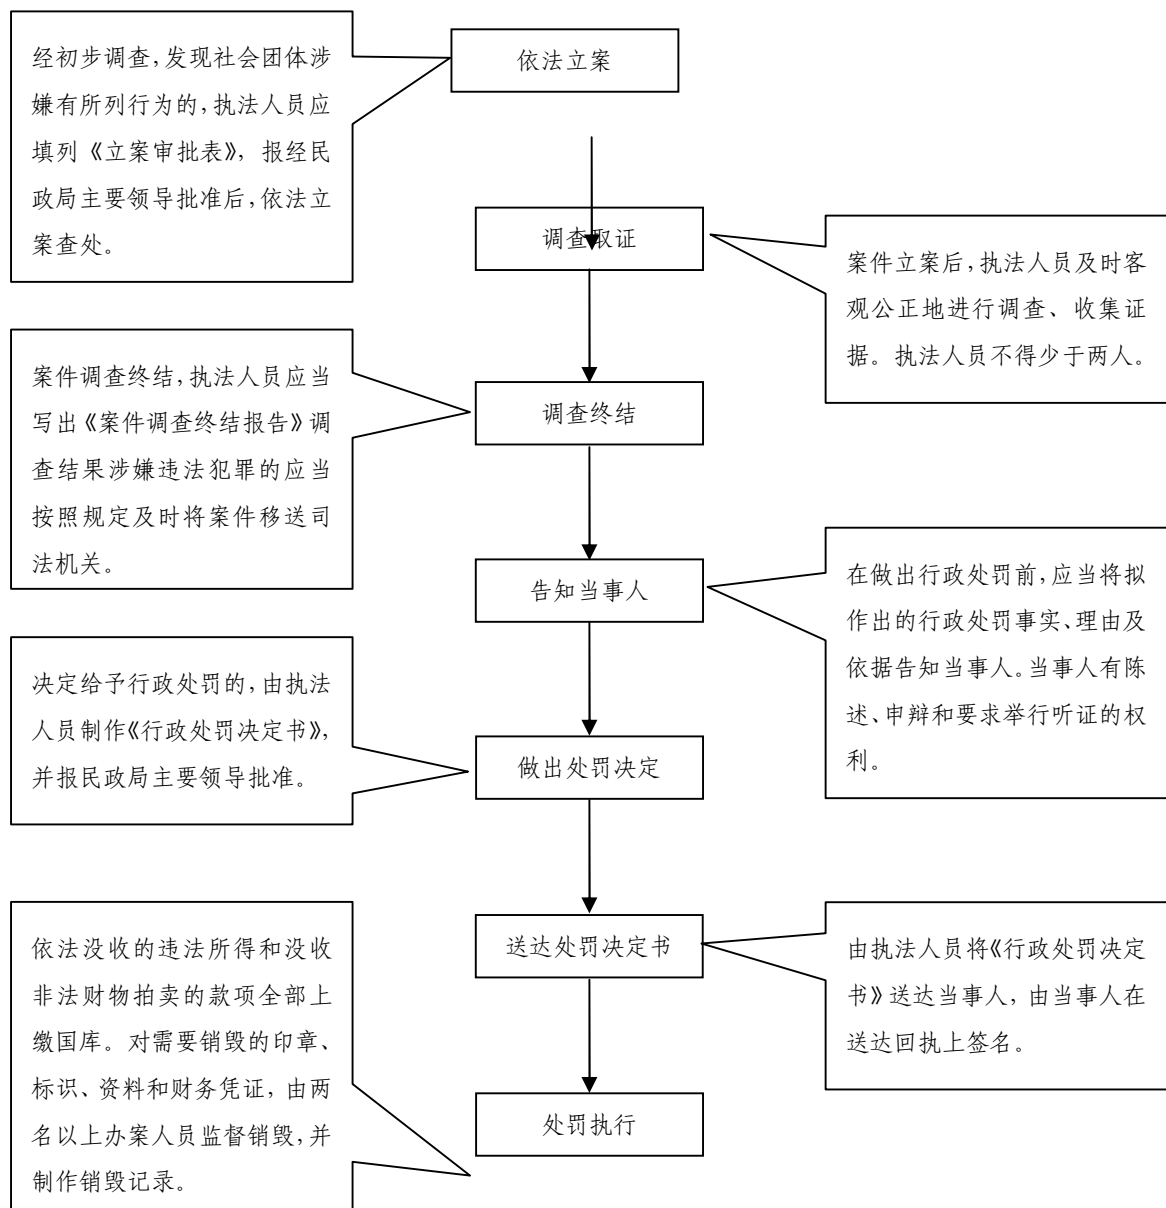 经初步调查,发现社会团体涉
嫌有所列行为的,执法人员应
填列《立案审批表》,报经民
政局主要领导批准后,依法立
案查处。
依法立案
调查取证
案件立案后,执法人员及时客
观公正地进行调查、收集证
据。执法人员不得少于两人。
案件调查终结,执法人员应当
写出《案件调查终结报告》调
查结果涉嫌违法犯罪的应当
按照规定及时将案件移送司
法机关。
调查终结
告知当事人
在做出行政处罚前,应当将拟
作出的行政处罚事实、理由及
依据告知当事人。当事人有陈
述、申辩和要求举行听证的权
利。
决定给予行政处罚的,由执法
人员制作《行政处罚决定书》,
并报民政局主要领导批准。
做出处罚决定
送达处罚决定书
由执法人员将《行政处罚决定
书》送达当事人,由当事人在
送达回执上签名。
依法没收的违法所得和没收
非法财物拍卖的款项全部上
缴国库。对需要销毁的印章、
标识、资料和财务凭证,由两
名以上办案人员监督销毁,并
制作销毁记录。
处罚执行